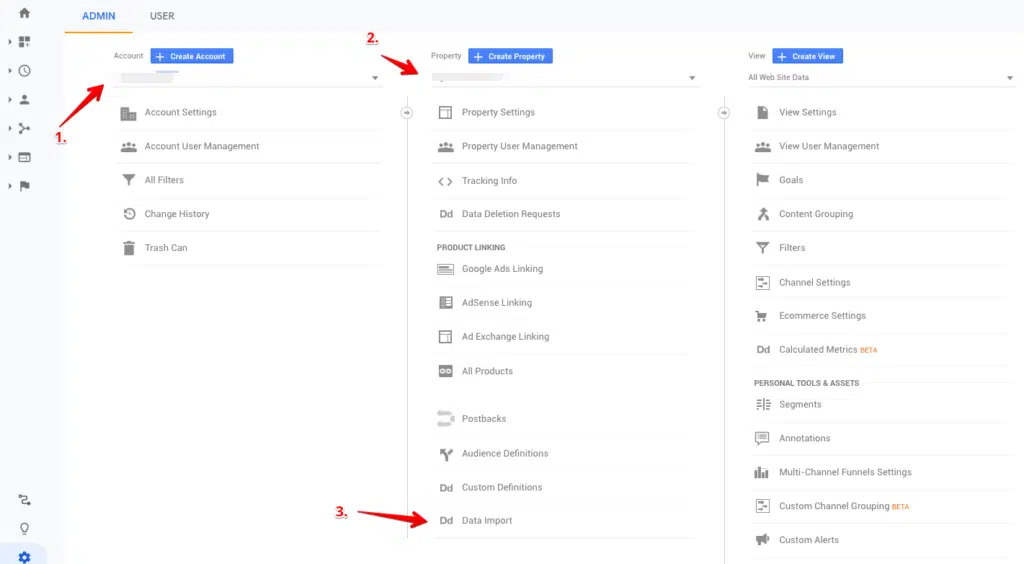 ADMIN USER
2.
Account + Create Account
Property + Create Property
View + Create View
All Web Site Data
1.
Account Settings
Account User Management
All Filters
Change History
Trash Can
Property Settings
Property User Management
Tracking Info
Dd Data Deletion Requests
PRODUCT LINKING
Google Ads Linking
AdSense Linking
Ad Exchange Linking
All Products
Postbacks
Audience Definitions
Dd Custom Definitions
3.
Dd Data Import
View Settings
View User Management
Goals
Content Grouping
Filters
Channel Settings
Ecommerce Settings
Dd Calculated Metrics BETA
PERSONAL TOOLS & ASSETS
Segments
Annotations
Multi-Channel Funnels Settings
Custom Channel Grouping BETA
Custom Alerts